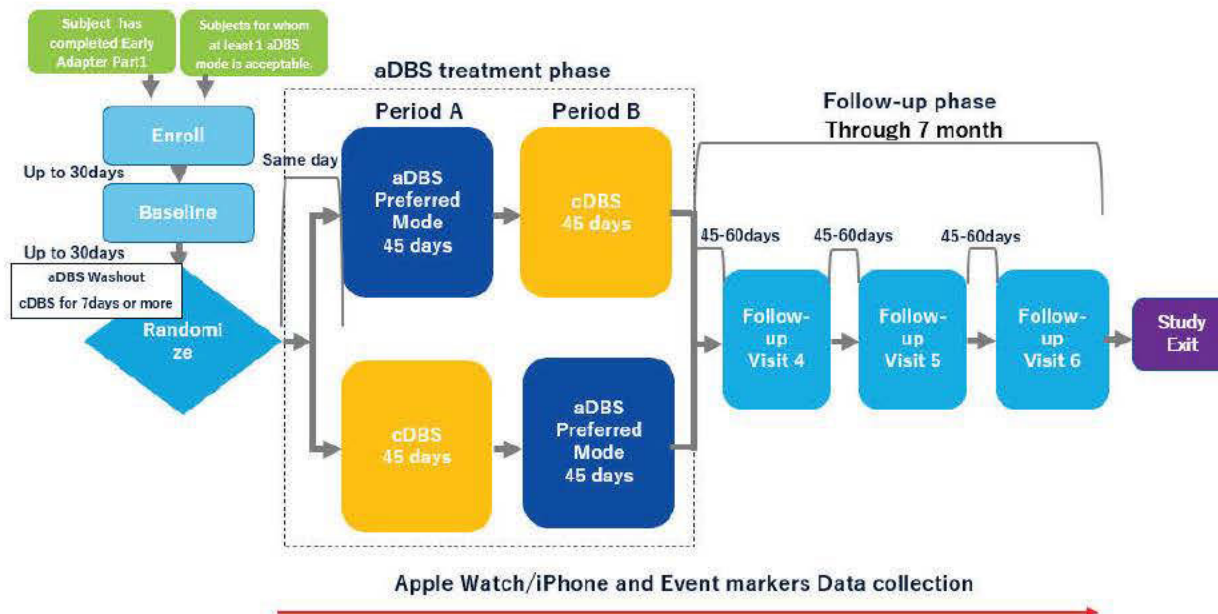 Subject has
completed Early
Adapter Part1
Subjects for whom
at least 1 aDBS
mode is acceptable.
Enroll
Up to 30days
Baseline
Up to 30days
aDBS Washout
cDBS for 7days or more
Randomi
ze
Same day
aDBS treatment phase
Period A
Period B
aDBS
Preferred
Mode
45 days
cDBS
45 days
cDBS
45 days
aDBS
Preferred
Mode
45 days
Follow-up phase
Through 7 month
45-60days
45-60days
45-60days
Follow-
up
Visit 4
Follow-
up
Visit 5
Follow-
up
Visit 6
Study
Exit
Apple Watch/iPhone and Event markers Data collection